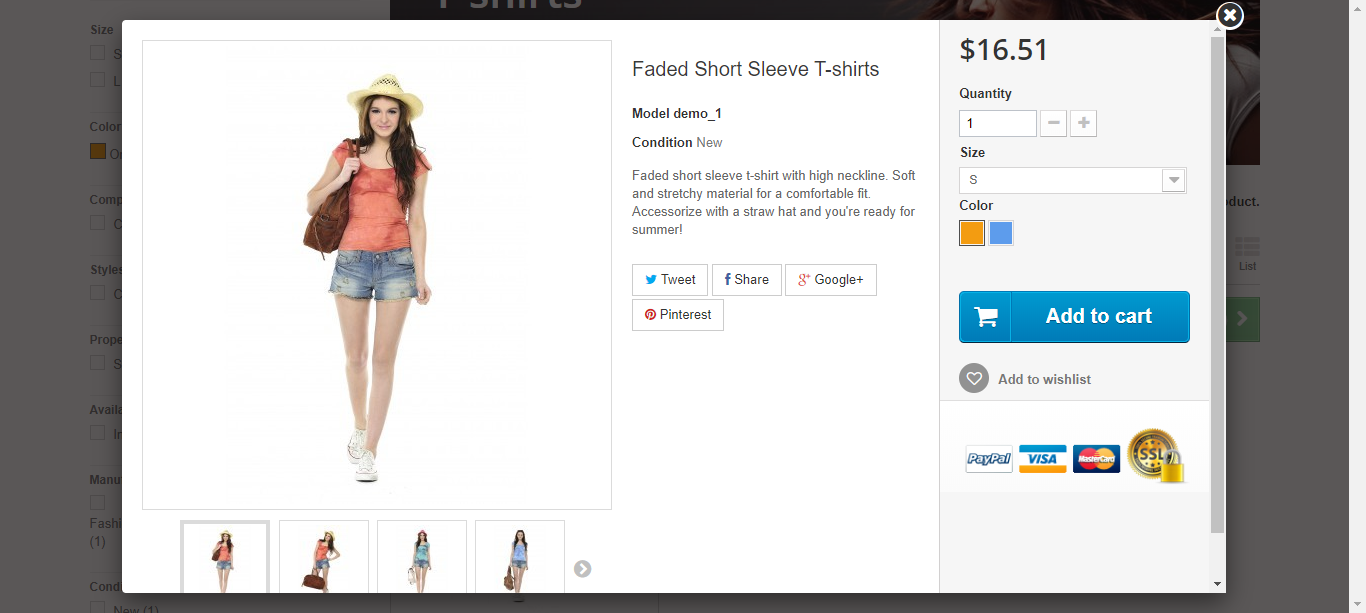 T-shirts
Size
S
L
Color
Or
Comp
C
Styles
C
Prope
S
Availa
In
Manu
Fashi
(1)
Condi
New (1)
Faded Short Sleeve T-shirts
Model demo_1
Condition New
Faded short sleeve t-shirt with high neckline. Soft
and stretchy material for a comfortable fit.
Accessorize with a straw hat and you're ready for
summer!
Tweet
Share
Google+
Pinterest
$16.51
Quantity
1
Size
S
Color
Add to cart
Add to wishlist
PayPal
VISA
MasterCard
SSL
oduct.
List